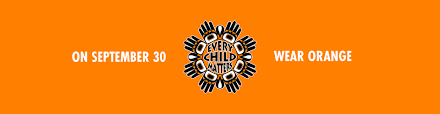 ON SEPTEMBER 30
EVERY
CHILD
MATTERS
WEAR ORANGE